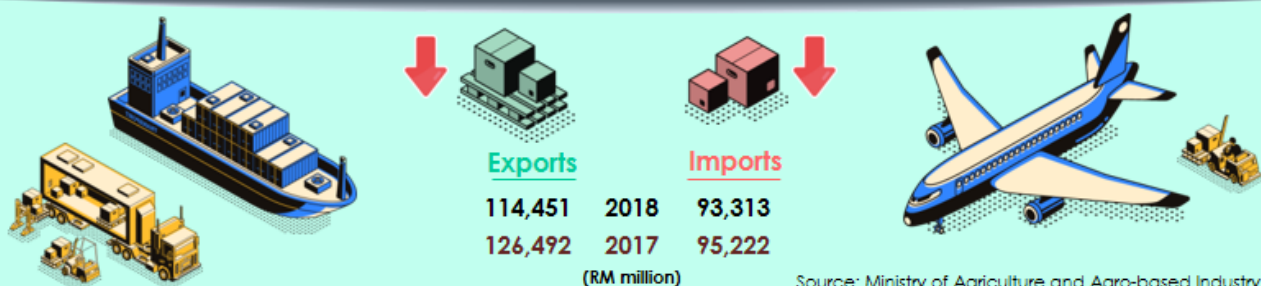 Exports Imports
114,451 2018 93,313
126,492 2017 95,222
(RM million)
Source: Ministry of Agriculture and Agro-based Industry